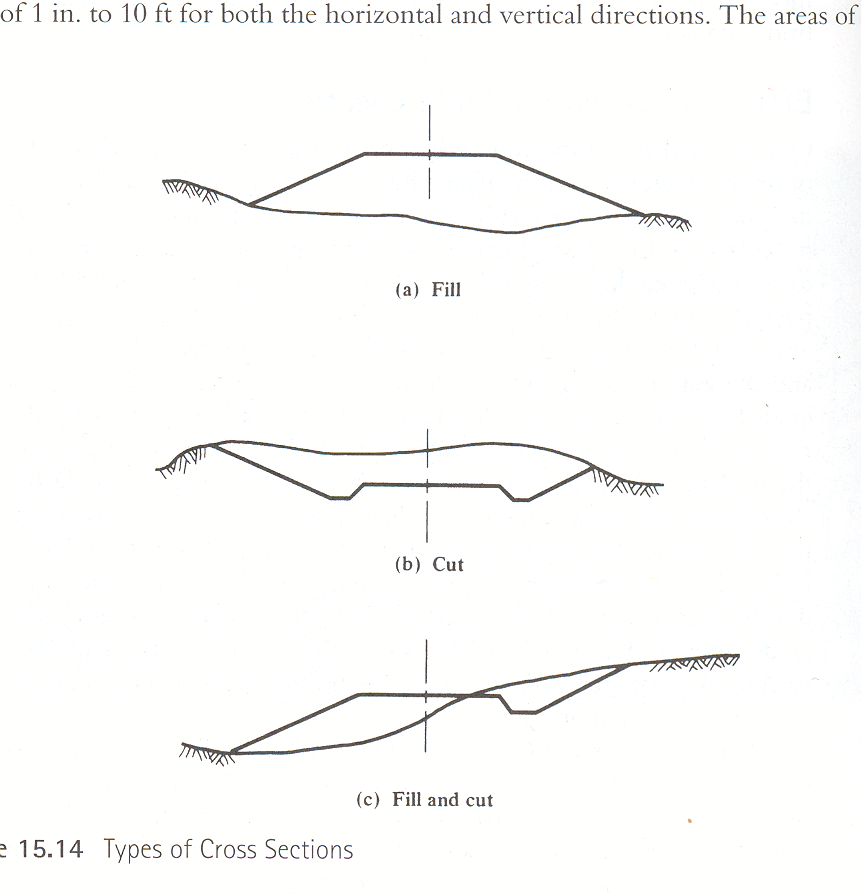 of 1 in. to 10 ft for both the horizontal and vertical directions. The areas of
(a) Fill
(b) Cut
(c) Fill and cut
e 15.14 Types of Cross Sections